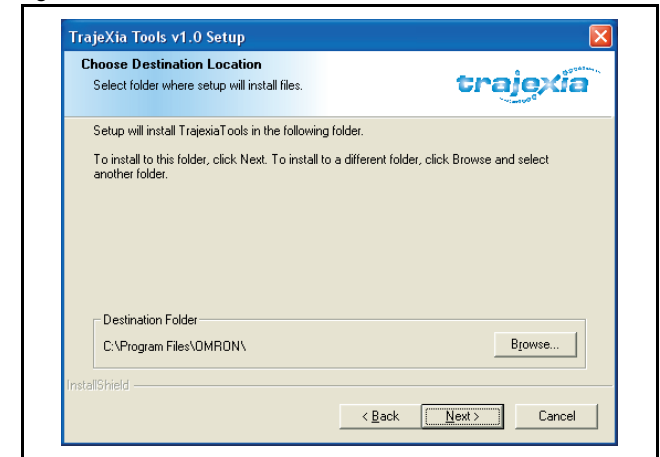 TrajeXia Tools v1.0 Setup
Choose Destination Location
Select folder where setup will install files.
trajexia
Setup will install TrajexiaTools in the following folder.
To install to this folder, click Next. To install to a different folder, click Browse and select
another folder.
Destination Folder
C:\Program Files\OMRON\
Browse...
InstallShield
< Back
Next >
Cancel